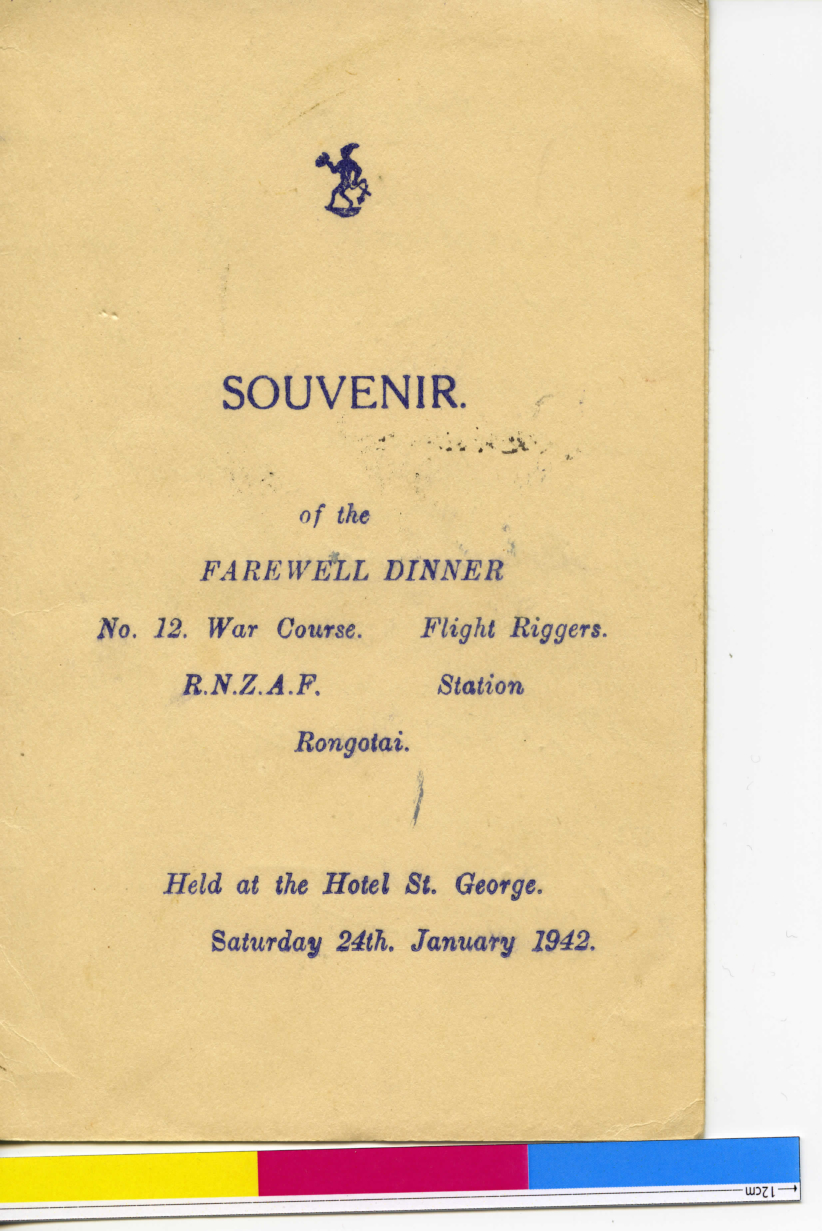 SOUVENIR.
of the
FAREWELL DINNER
No. 12. War Course. Flight Riggers.
R.N.Z.A.F. Station
Rongotai.
Held at the Hotel St. George.
Saturday 24th. January 1942.
12cm